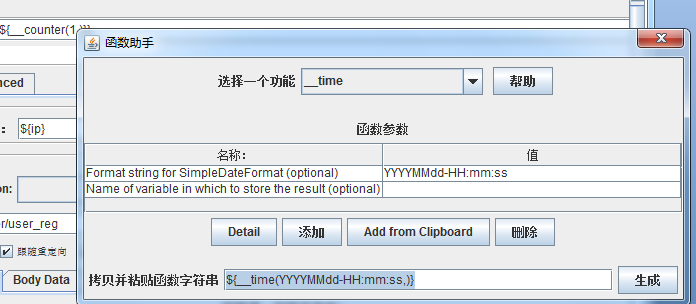 ${__counter(1,)}
函数助手
选择一个功能 __time 帮助
nced
函数参数
: ${ip}
名称: 值
Format string for SimpleDateFormat (optional) YYYYMMdd-HH:mm:ss
Name of variable in which to store the result (optional)
on:
er/user_reg
Detail 添加 Add from Clipboard 删除
跟随重定向
Body Data
拷贝并粘贴函数字符串 ${__time(YYYYMMdd-HH:mm:ss,)} 生成